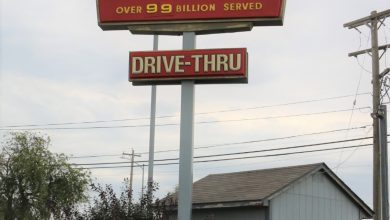 OVER 99 BILLION SERVED
DRIVE-THRU